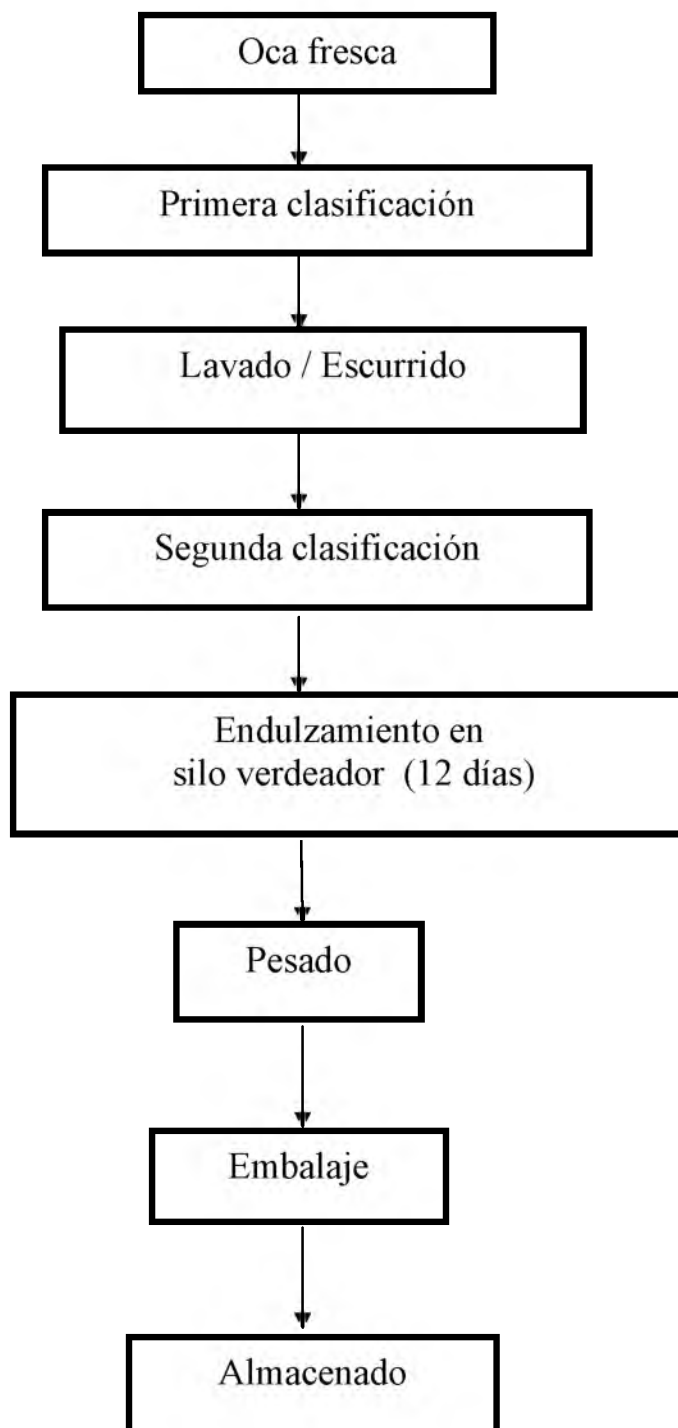 Oca fresca
Primera clasificación
Lavado / Escurrido
Segunda clasificación
Endulzamiento en
silo verdeador (12 días)
Pesado
Embalaje
Almacenado